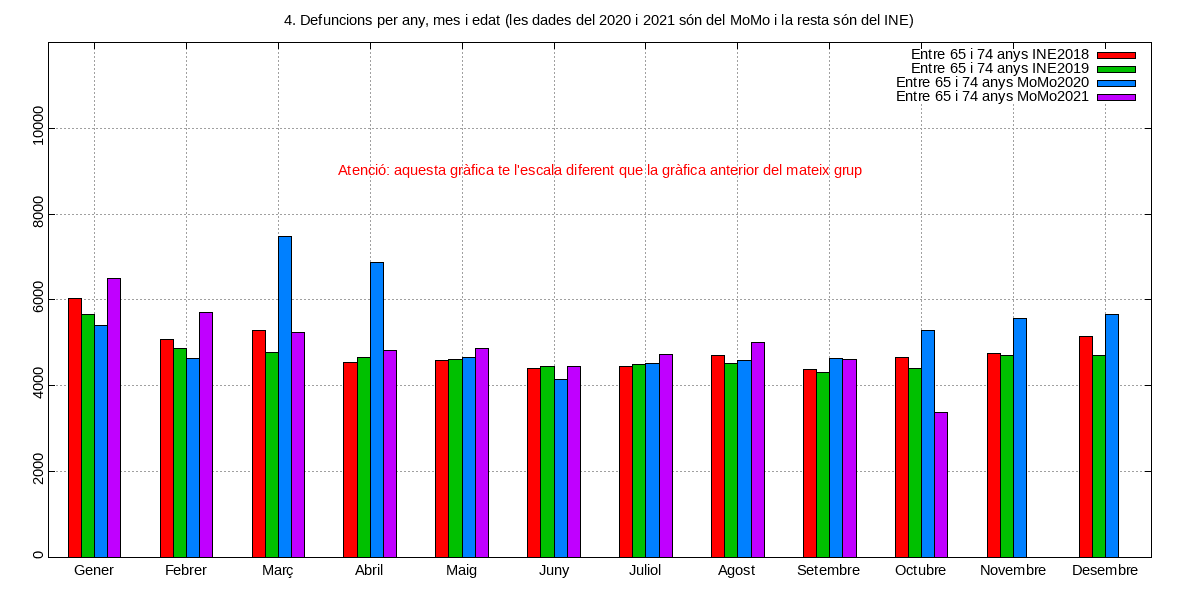 4. Defuncions per any, mes i edat (les dades del 2020 i 2021 són del MoMo i la resta són del INE)
Entre 65 i 74 anys INE2018
Entre 65 i 74 anys INE2019
Entre 65 i 74 anys MoMo2020
Entre 65 i 74 anys MoMo2021
Atenció: aquesta gràfica te l'escala diferent que la gràfica anterior del mateix grup
10000
8000
6000
4000
2000
0
Gener Febrer Març Abril Maig Juny Juliol Agost Setembre Octubre Novembre Desembre